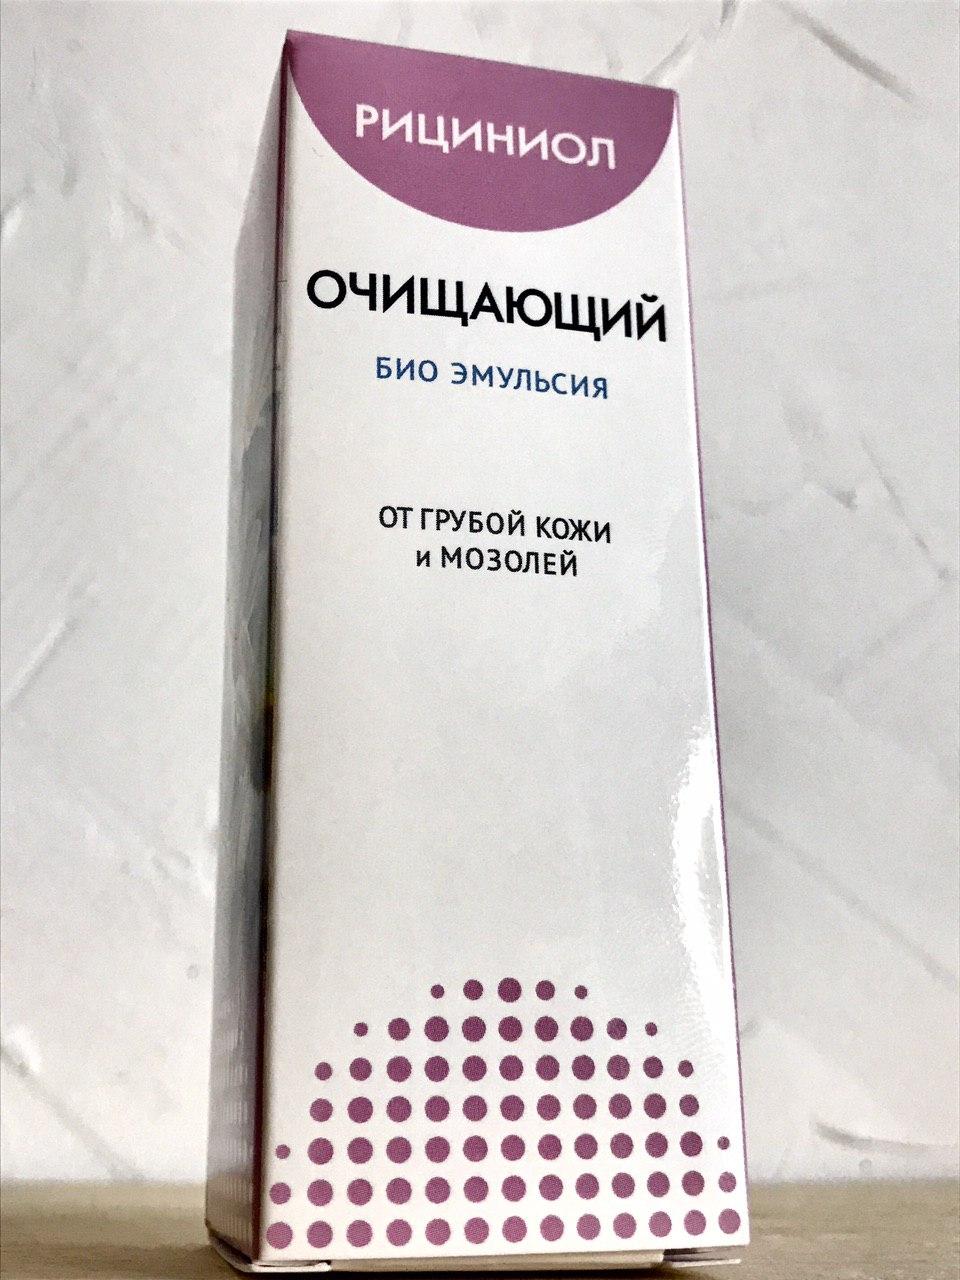 РИЦИНИОЛ
ОЧИЩАЮЩИЙ
БИО ЭМУЛЬСИЯ
ОТ ГРУБОЙ КОЖИ
и МОЗОЛЕЙ